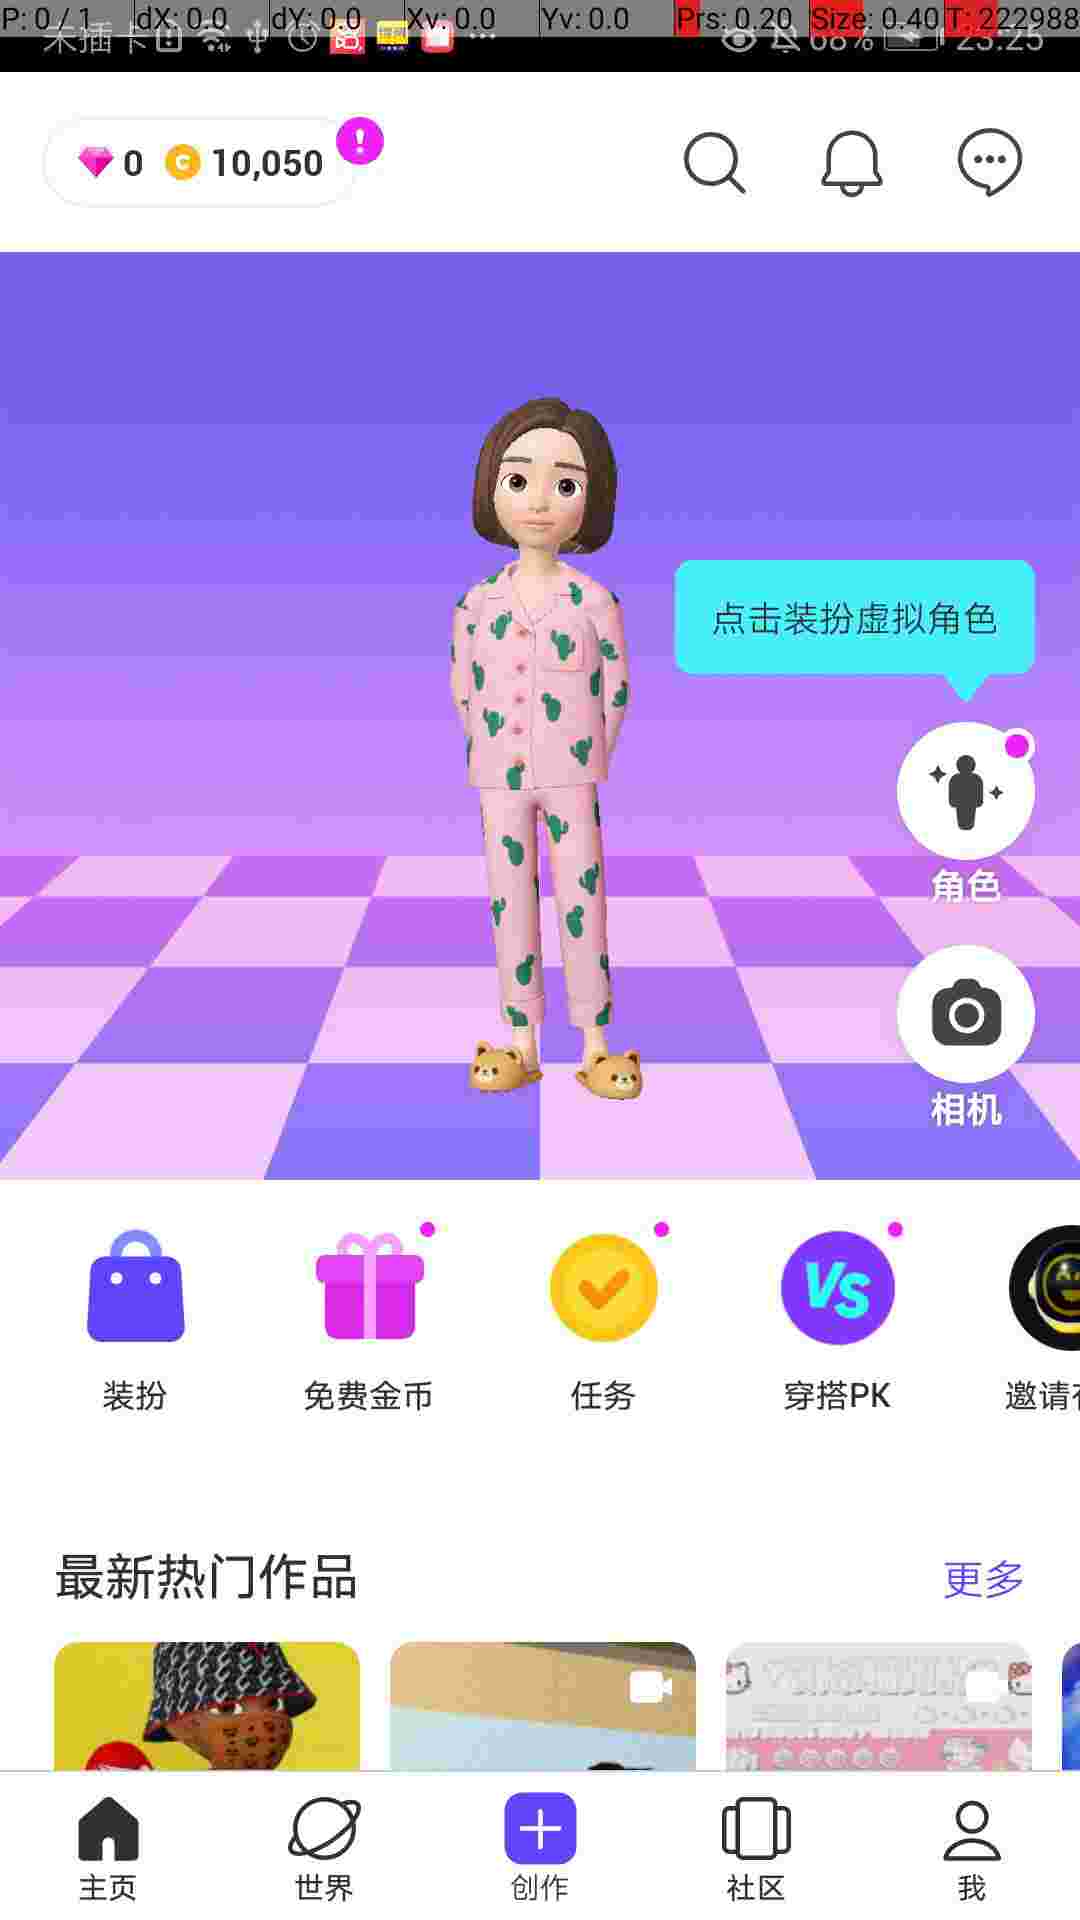 P: 0 / 1 dX: 0.0 dY: 0.0 Xv: 0.0 Yv: 0.0 Prs: 0.20 Size: 0.40 T: 222988
未插卡 68% 23:25
0 C 10,050 !
点击装扮虚拟角色
角色
相机
VS
装扮 免费金币 任务 穿搭PK 邀请
最新热门作品 更多
主页 世界 创作 社区 我